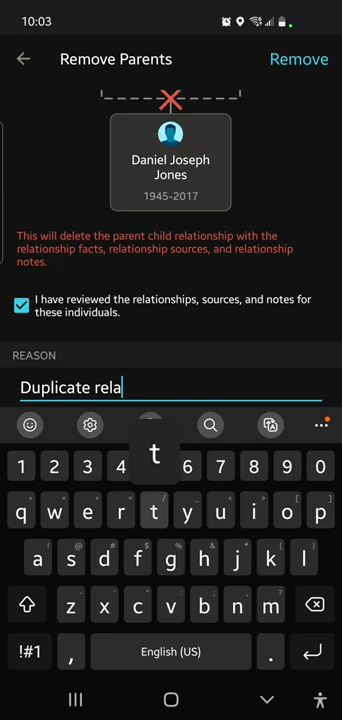 10:03
Remove Parents Remove
Daniel Joseph
Jones
1945-2017
This will delete the parent child relationship with the
relationship facts, relationship sources, and relationship
notes.
I have reviewed the relationships, sources, and notes for
these individuals.
REASON
Duplicate rela
t
1 2 3 4 6 7 8 9 0
q w e r t y u i o p
a s d f g h j k l
z x c v b n m
!#1 , English (US) .